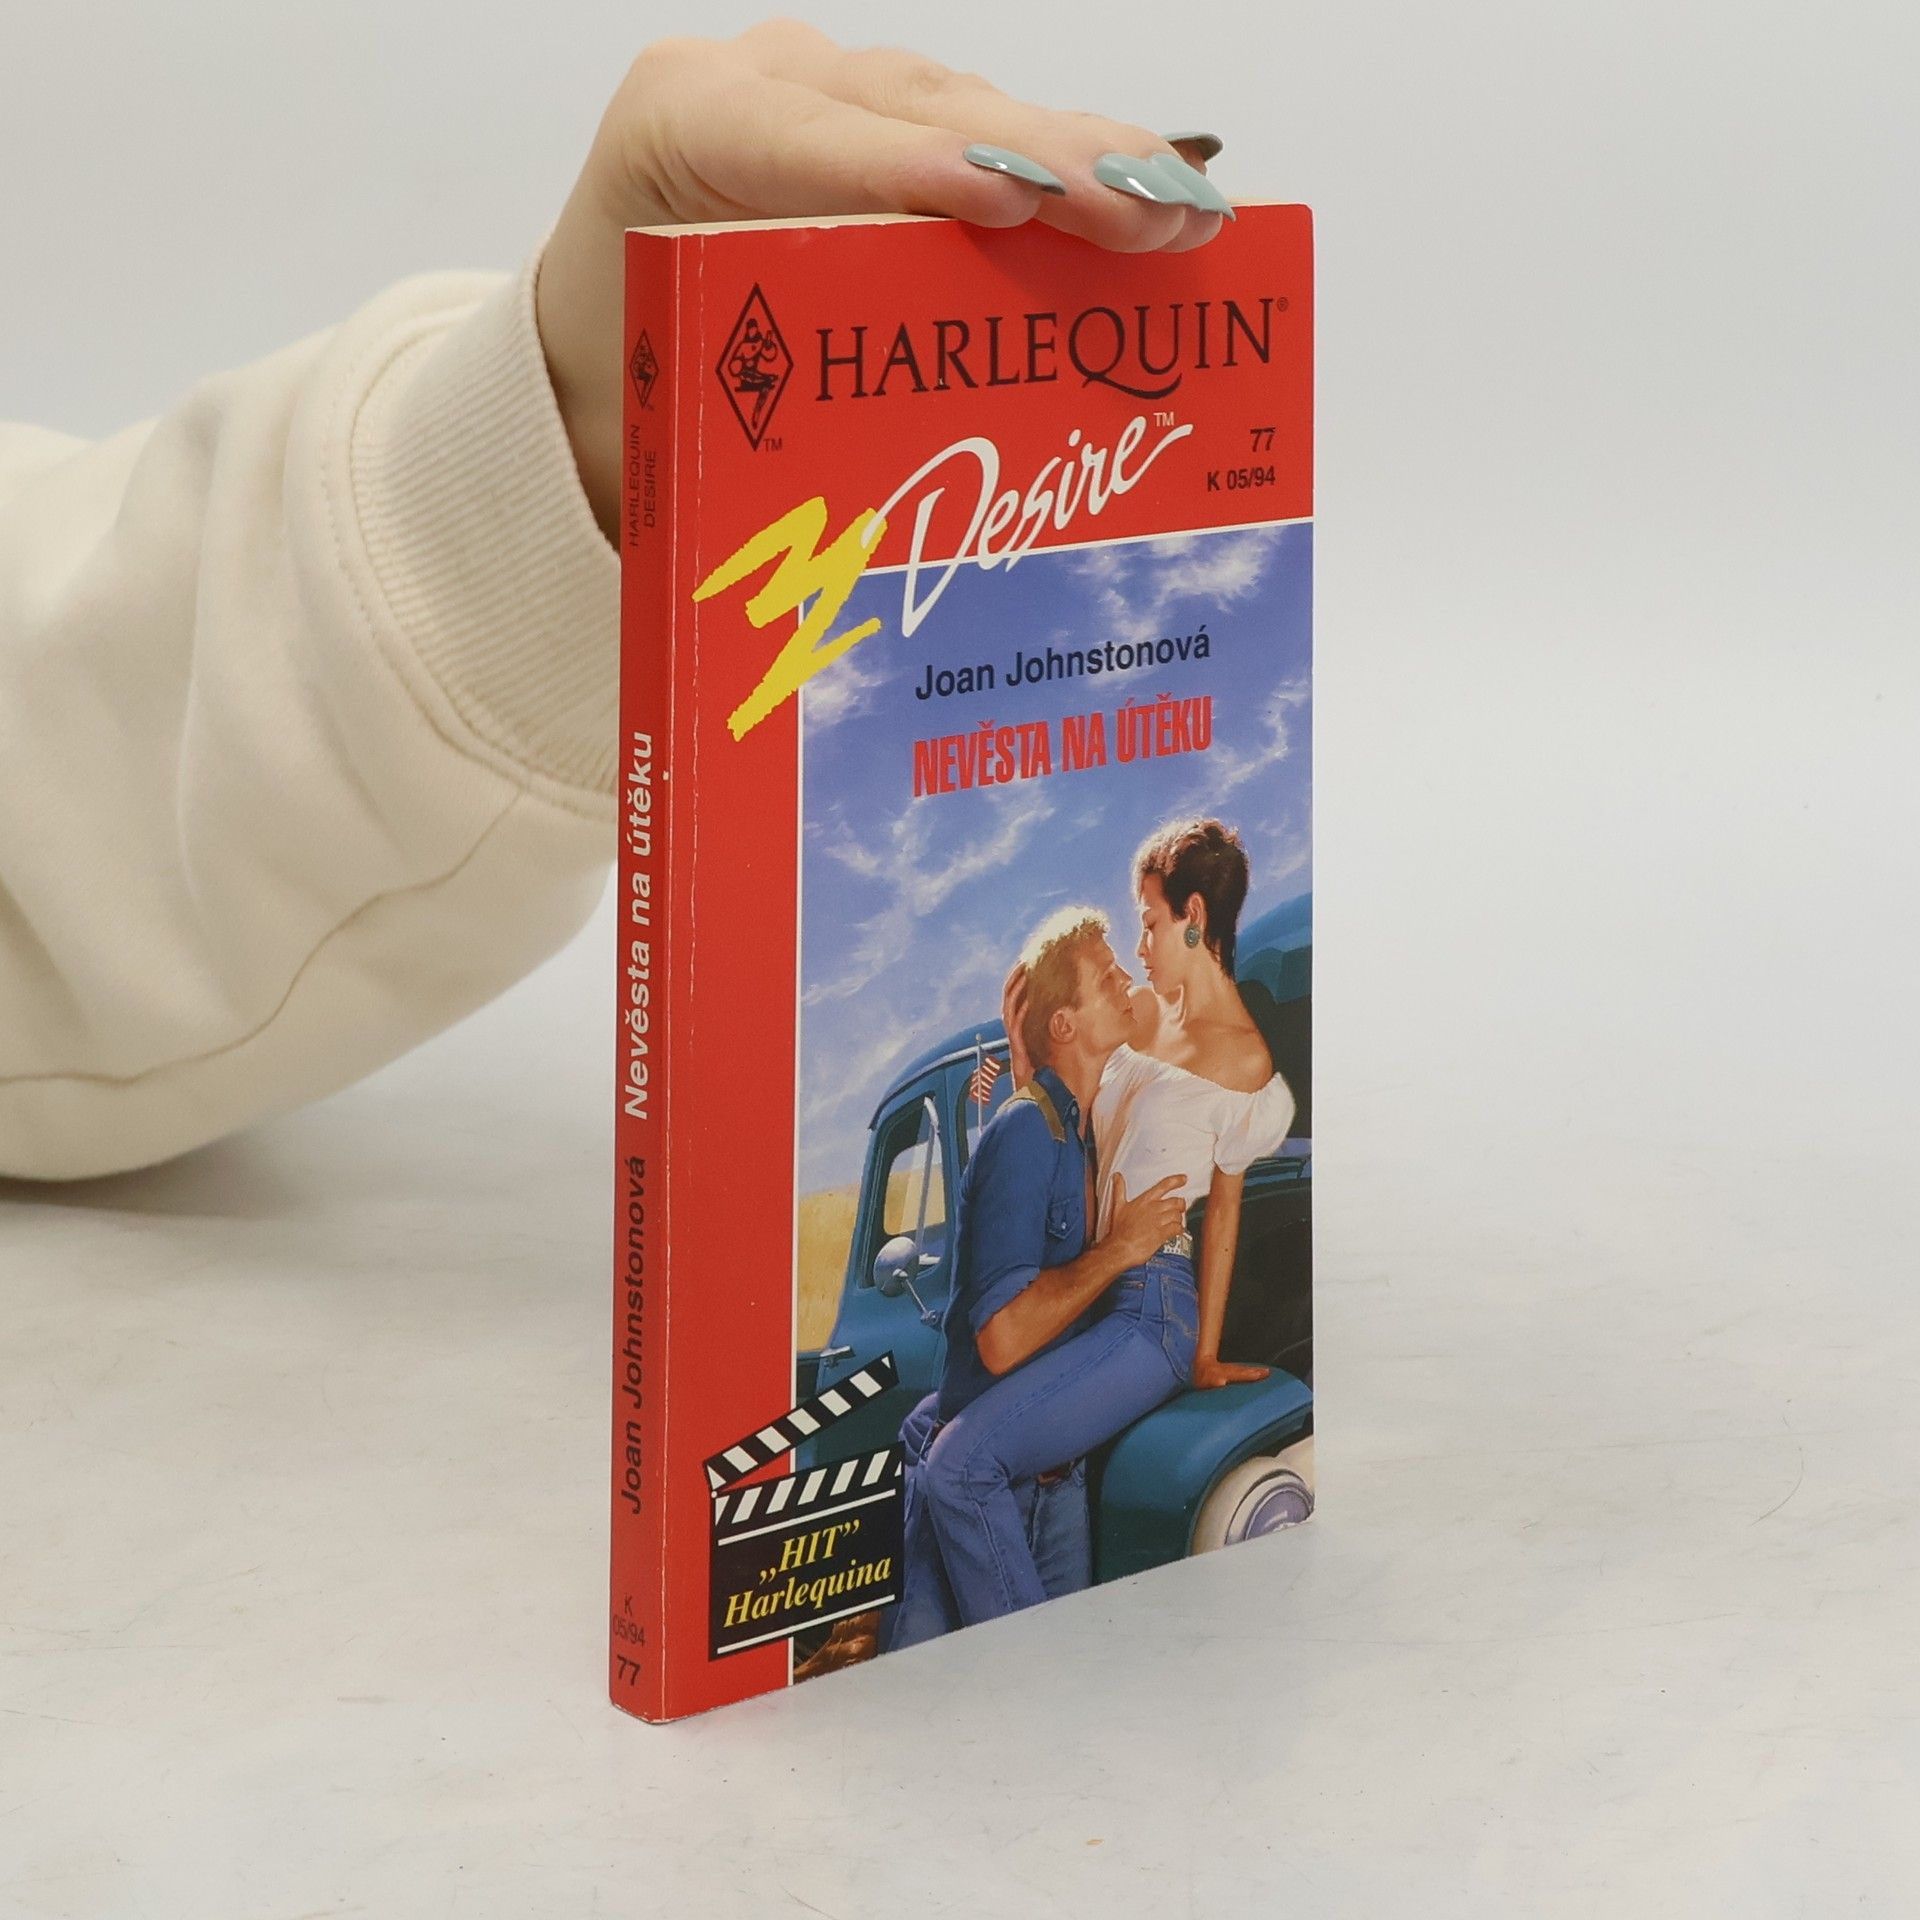 HARLEQUIN®
TM
Desire™
77
K 05/94
Joan Johnstonová
NEVĚSTA NA ÚTĚKU
„HIT”
Harlequina
HARLEQUIN
DESIRE
Nevěsta na útěku
Joan Johnstonová
K
05/94
77